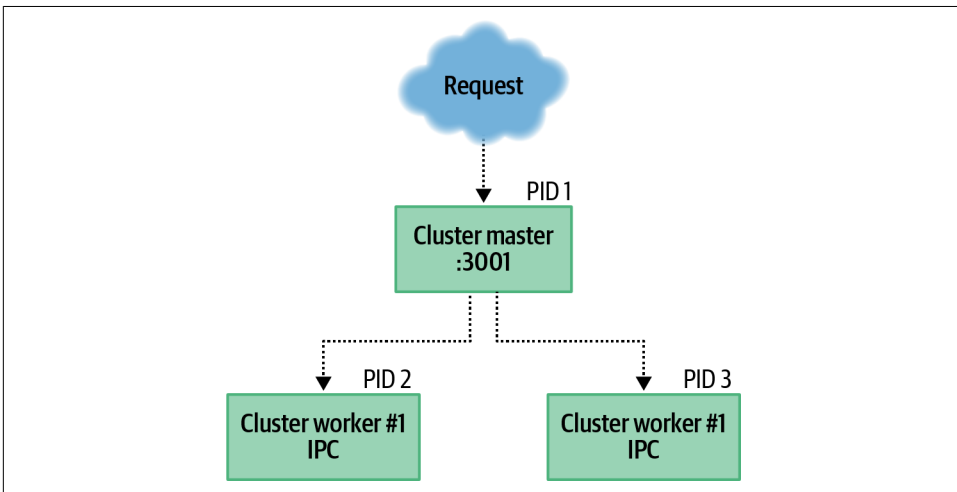 Request
PID 1
Cluster master
:3001
PID 2
Cluster worker #1
IPC
PID 3
Cluster worker #1
IPC